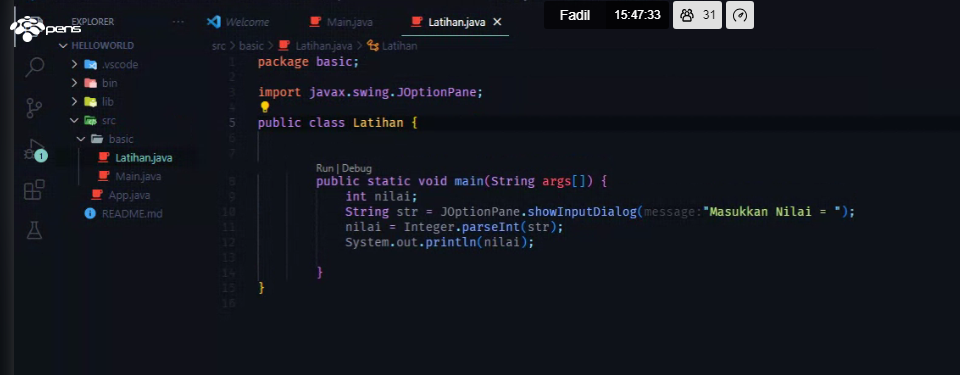 EXPLORER ... Welcome Main.java Latihan.java Fadil 15:47:33 31
pens
HELLOWORLD src > basic > Latihan.java > Latihan
.vscode
bin
lib
src
basic
Latihan.java
Main.java
App.java
README.md
1
1 package basic;
2
3 import javax.swing.JOptionPane;
4
5 public class Latihan {
6
7
Run | Debug
8 public static void main(String args[]) {
9 int nilai;
10 String str = JOptionPane.showInputDialog(message:"Masukkan Nilai = ");
11 nilai = Integer.parseInt(str);
12 System.out.println(nilai);
13
14 }
15 }
16